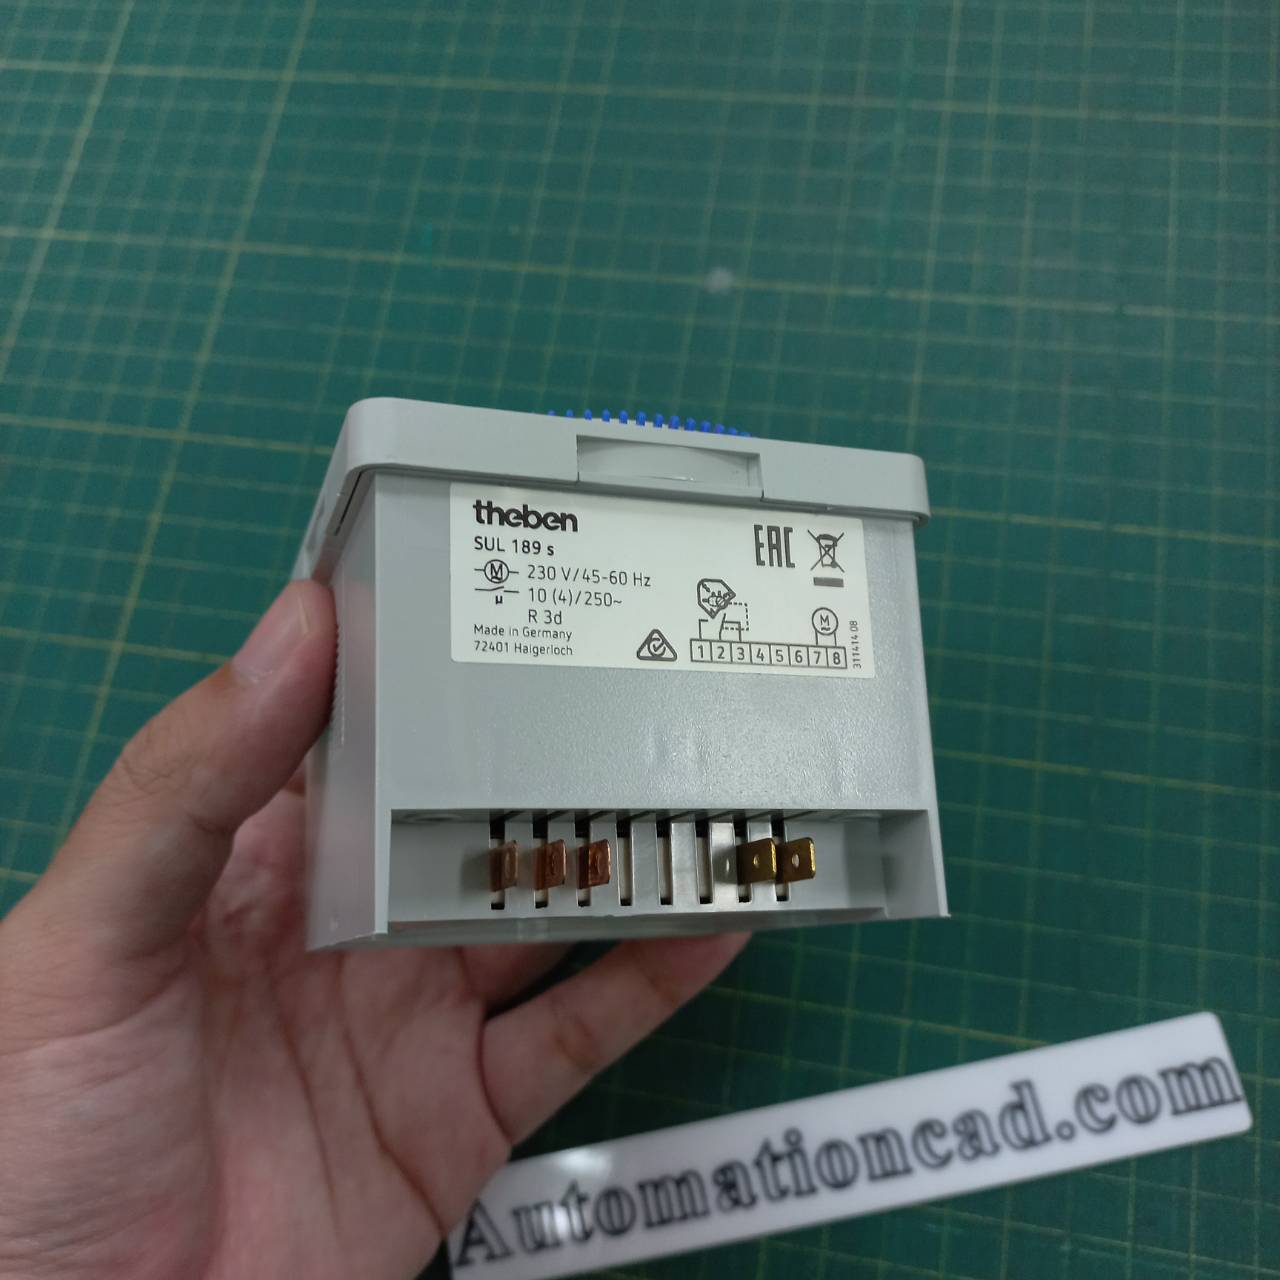 theben
SUL 189 s
M 230 V/45-60 Hz
µ 10 (4)/250~
R 3d
Made in Germany
72401 Haigerloch
EAC
M
1 2 3 4 5 6 7 8
311414 08
Automationcad.com